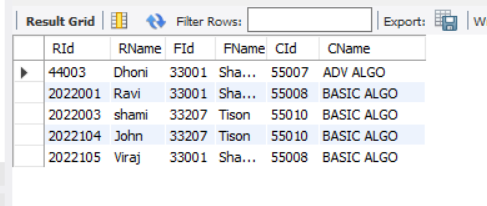 Result Grid Filter Rows: Export: W
RId RName FId FName CId CName
44003 Dhoni 33001 Sha... 55007 ADV ALGO
2022001 Ravi 33001 Sha... 55008 BASIC ALGO
2022003 shami 33207 Tison 55010 BASIC ALGO
2022104 John 33207 Tison 55010 BASIC ALGO
2022105 Viraj 33001 Sha... 55008 BASIC ALGO